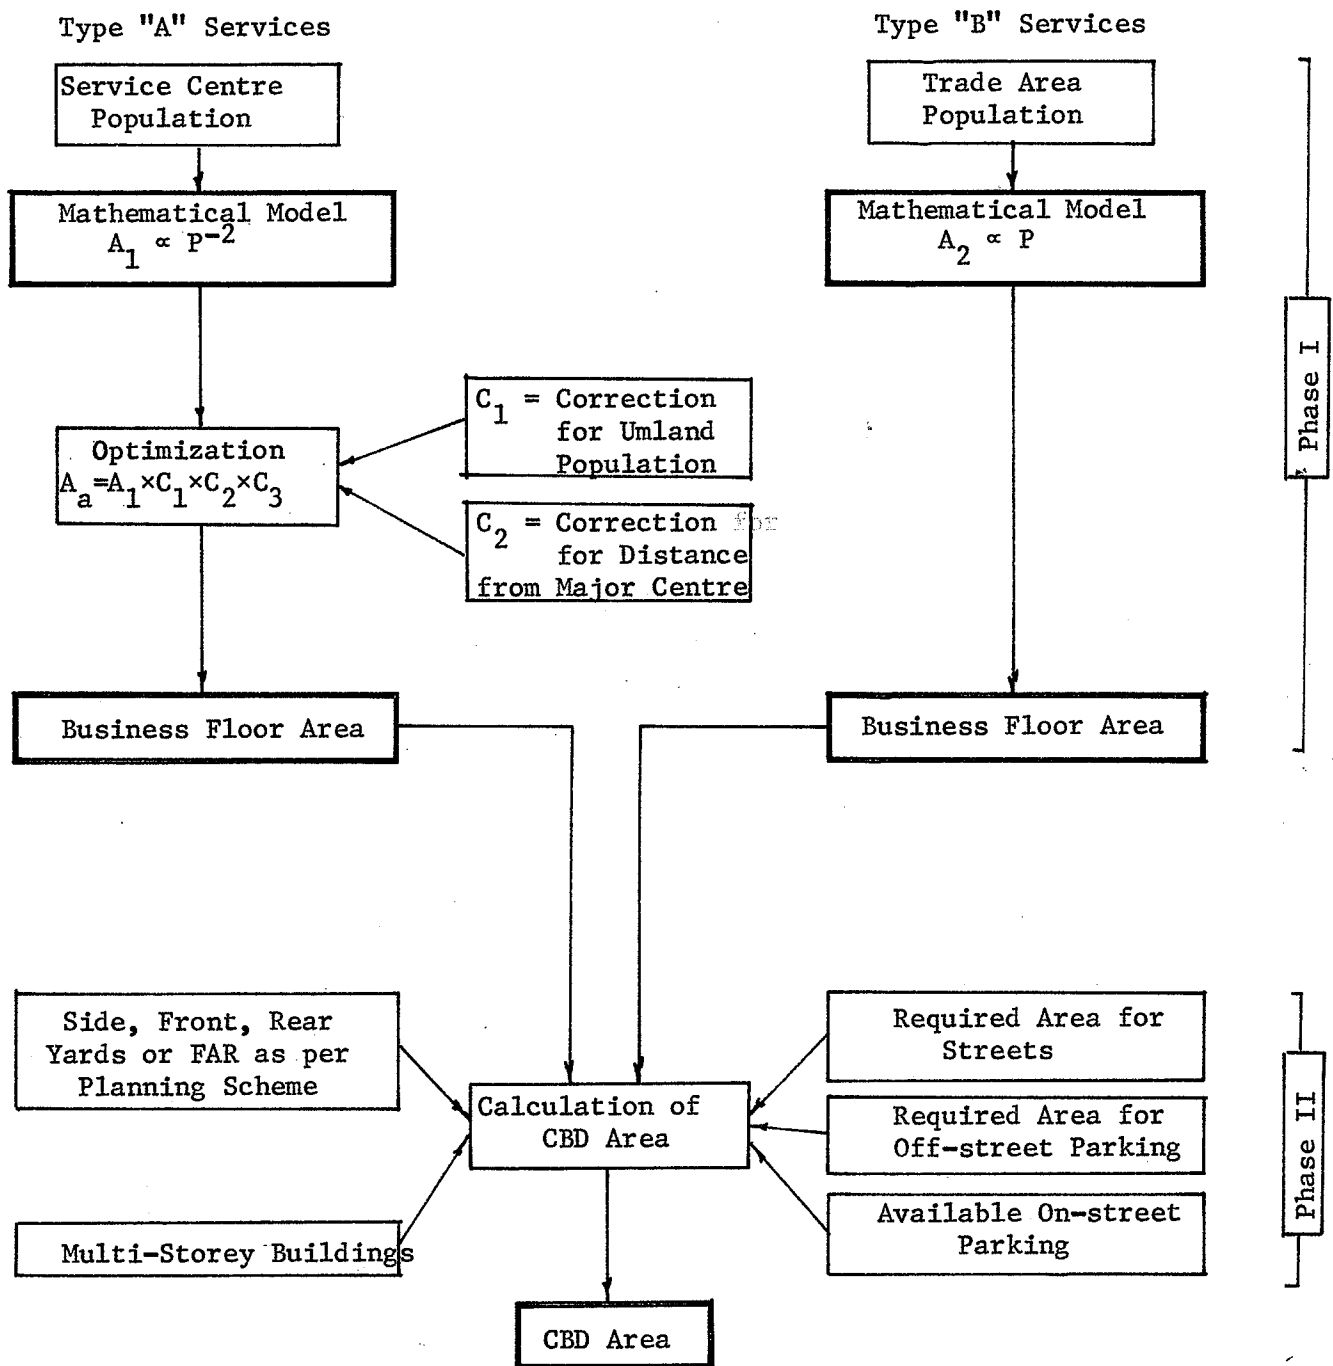 Type "A" Services
Type "B" Services
Service Centre
Population
Trade Area
Population
Mathematical Model
A₁ ∝ P⁻²
Mathematical Model
A₂ ∝ P
Phase I
C₁ = Correction
for Umland
Population
Optimization
Aₐ=A₁×C₁×C₂×C₃
C₂ = Correction for
for Distance
from Major Centre
Business Floor Area
Business Floor Area
Side, Front, Rear
Yards or FAR as per
Planning Scheme
Required Area for
Streets
Calculation of
CBD Area
Required Area for
Off-street Parking
Phase II
Multi-Storey Buildings
Available On-street
Parking
CBD Area